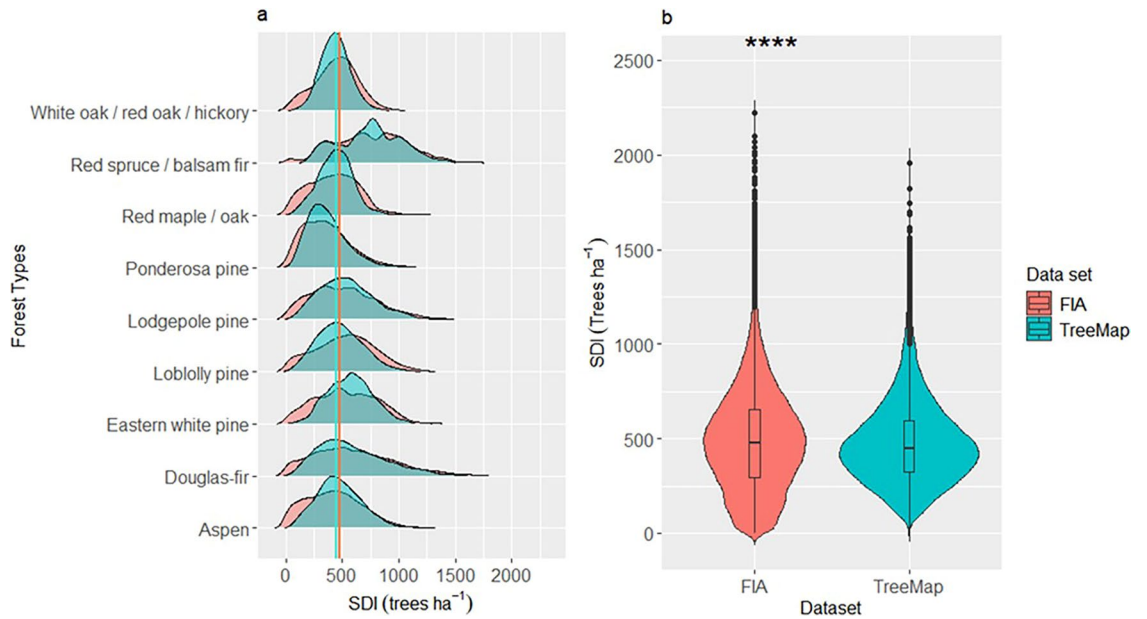 a
Forest Types
White oak / red oak / hickory
Red spruce / balsam fir
Red maple / oak
Ponderosa pine
Lodgepole pine
Loblolly pine
Eastern white pine
Douglas-fir
Aspen
0 500 1000 1500 2000
SDI (trees ha⁻¹)
b
****
SDI (Trees ha⁻¹)
2500
2000
1500
1000
500
0
FIA TreeMap
Dataset
Data set
FIA
TreeMap